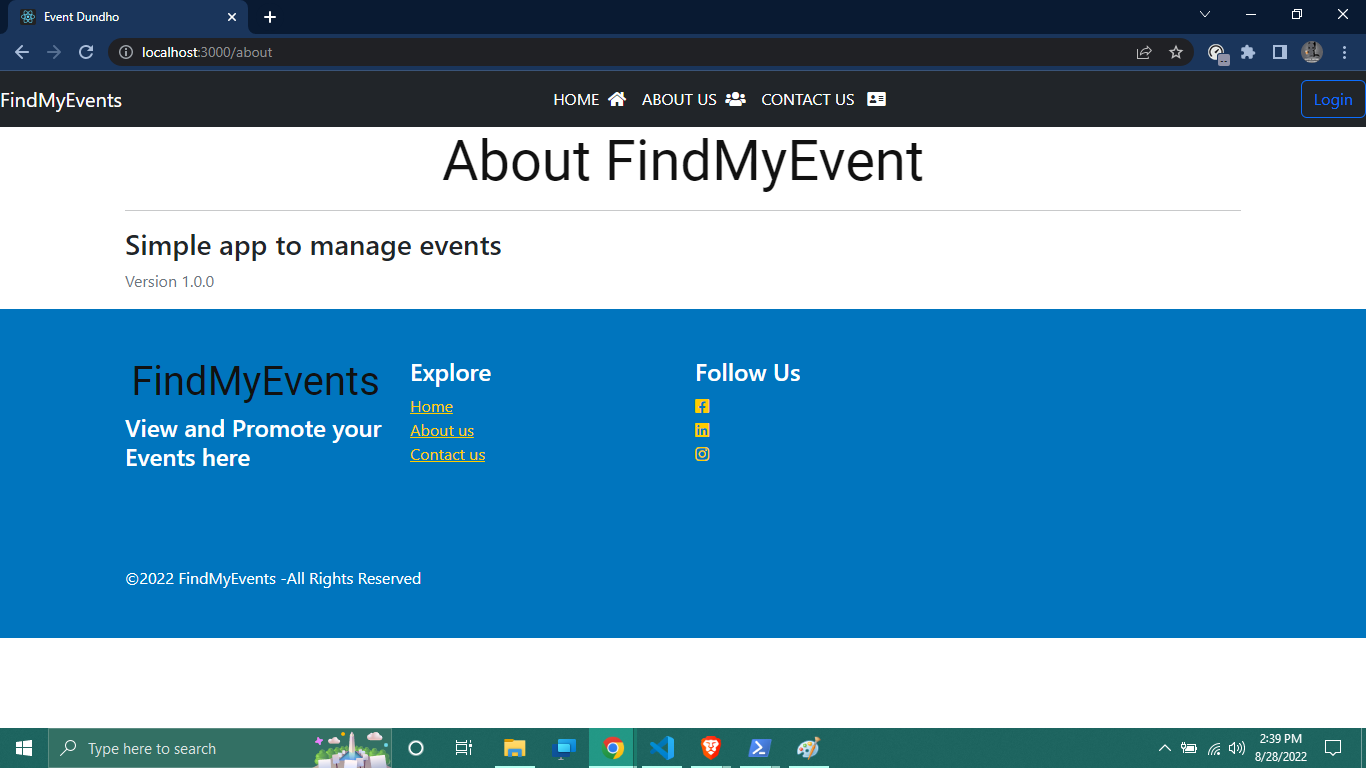 Event Dundho
localhost:3000/about
FindMyEvents
HOME ABOUT US CONTACT US
Login
About FindMyEvent
Simple app to manage events
Version 1.0.0
FindMyEvents
View and Promote your
Events here
Explore
Home
About us
Contact us
Follow Us
©2022 FindMyEvents -All Rights Reserved
Type here to search
2:39 PM
8/28/2022